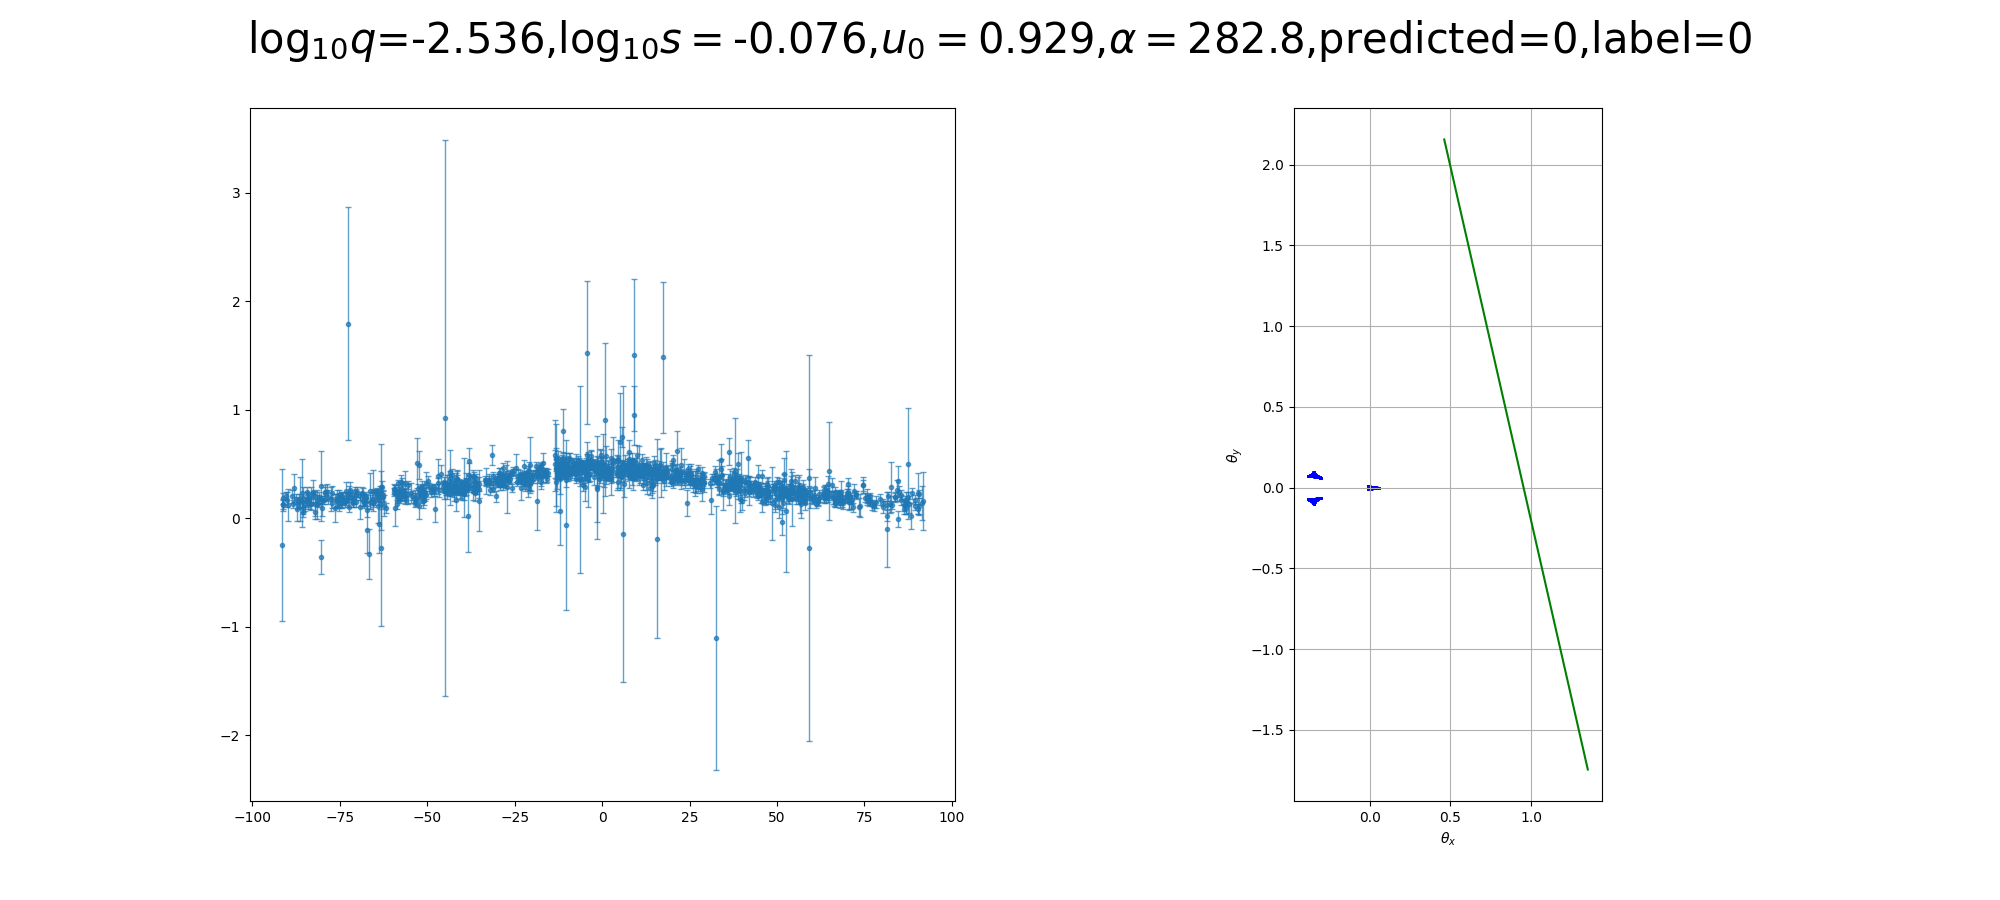 log₁₀q=-2.536,log₁₀s = -0.076,u₀ = 0.929,α = 282.8,predicted=0,label=0
3
2
1
0
−1
−2
−100 −75 −50 −25 0 25 50 75 100
2.0
1.5
1.0
0.5
0.0
−0.5
−1.0
−1.5
θy
0.0 0.5 1.0
θx